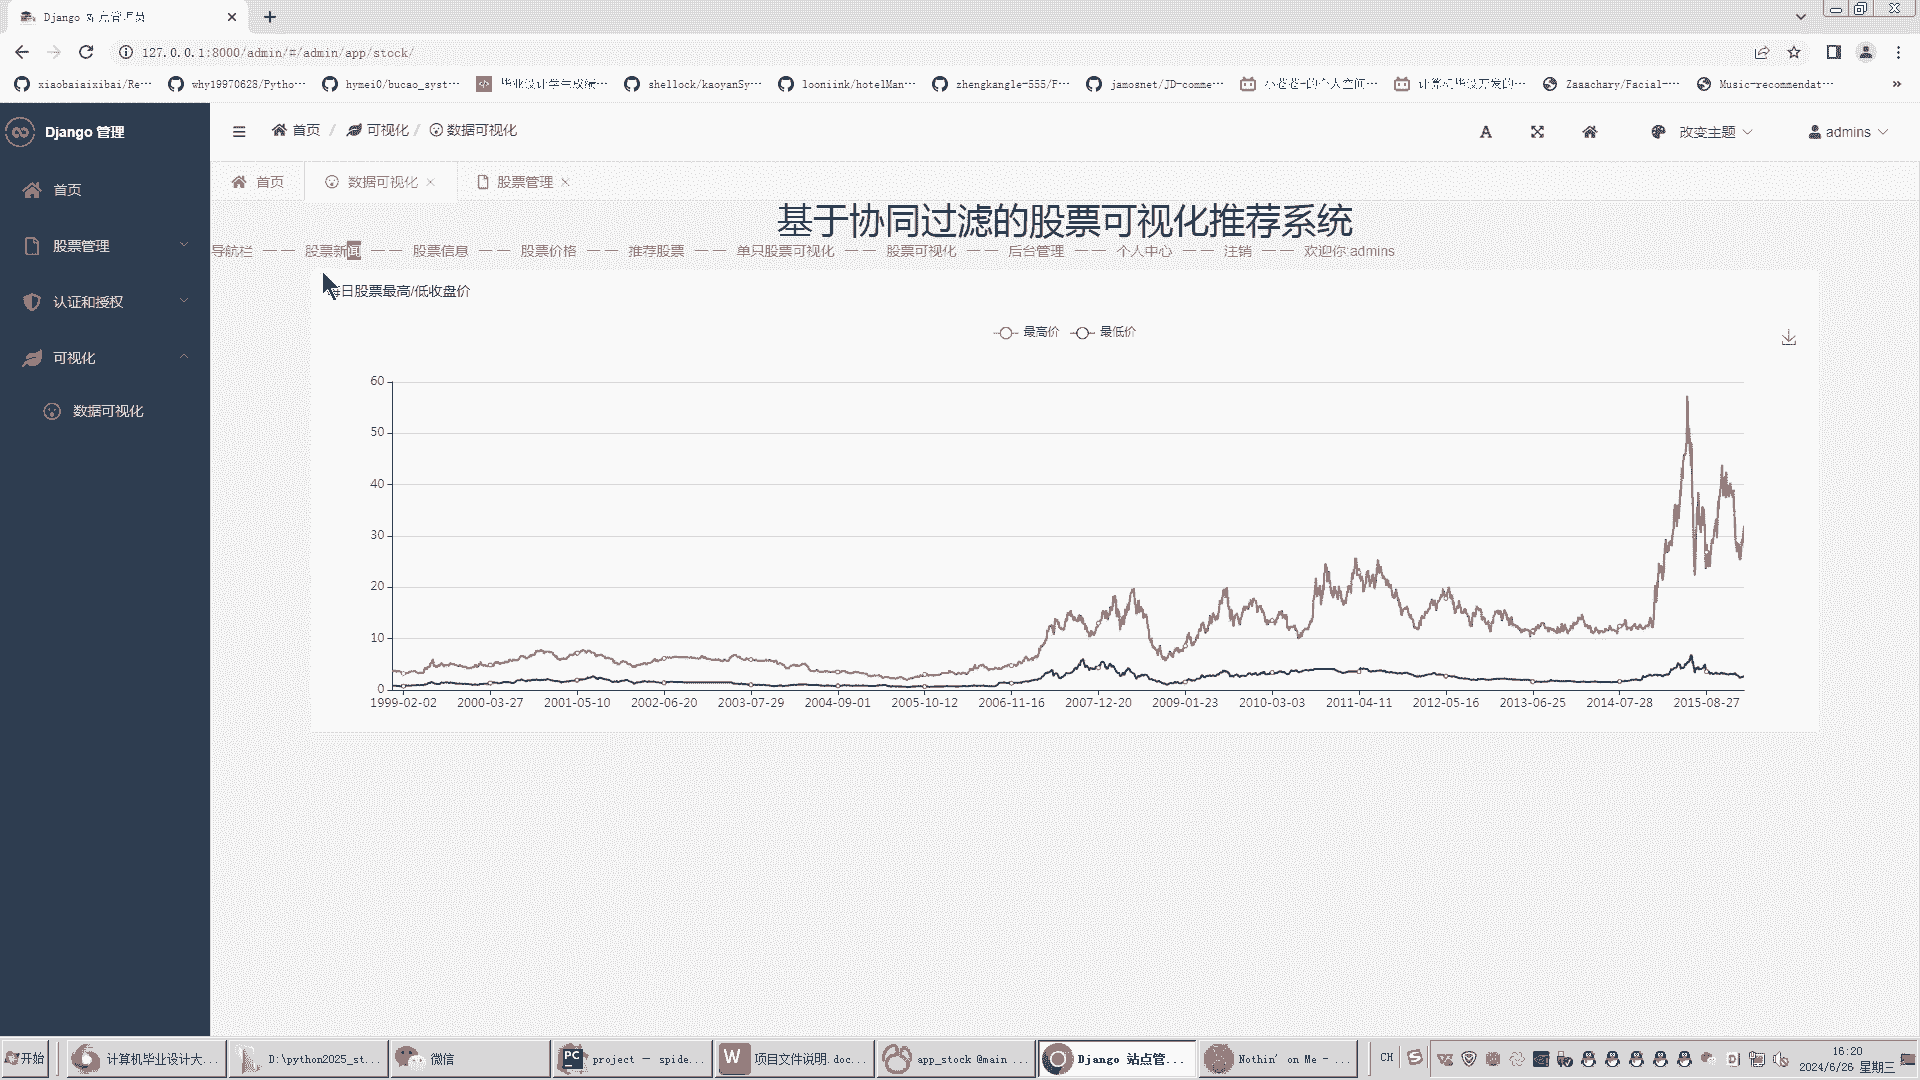 Django 站点管理员
127.0.0.1:8000/admin/#/admin/app/stock/
xiaobaixibai/Re··· why19970628/Pytho··· hymei0/bucao_syst··· 毕业设计学生成绩··· shellock/kaoyanSy··· looniink/hotelMan··· zhengkangle-555/F··· jamosnet/JD-comme··· 计算机毕设开发的··· Zaaachary/Facial-··· Music-recommendat··· »
Django 管理
首页 / 可视化 / 数据可视化
A 改变主题 admins
首页 数据可视化 × 股票管理 ×
首页
股票管理
认证和授权
可视化
数据可视化
基于协同过滤的股票可视化推荐系统
导航栏 —— 股票新闻 —— 股票信息 —— 股票价格 —— 推荐股票 —— 单只股票可视化 —— 股票可视化 —— 后台管理 —— 个人中心 —— 注销 —— 欢迎你:admins
每日股票最高/低收盘价
最高价 最低价
60
50
40
30
20
10
0
1999-02-02 2000-03-27 2001-05-10 2002-06-20 2003-07-29 2004-09-01 2005-10-12 2006-11-16 2007-12-20 2009-01-23 2010-03-03 2011-04-11 2012-05-16 2013-06-25 2014-07-28 2015-08-27
开始 计算机毕业设计大... D:\python2025_st... 微信 project – spide... 项目文件说明.doc... app_stock @main ... Django 站点管... Nothin' on Me - ... CH
16:20
2024/6/26 星期三